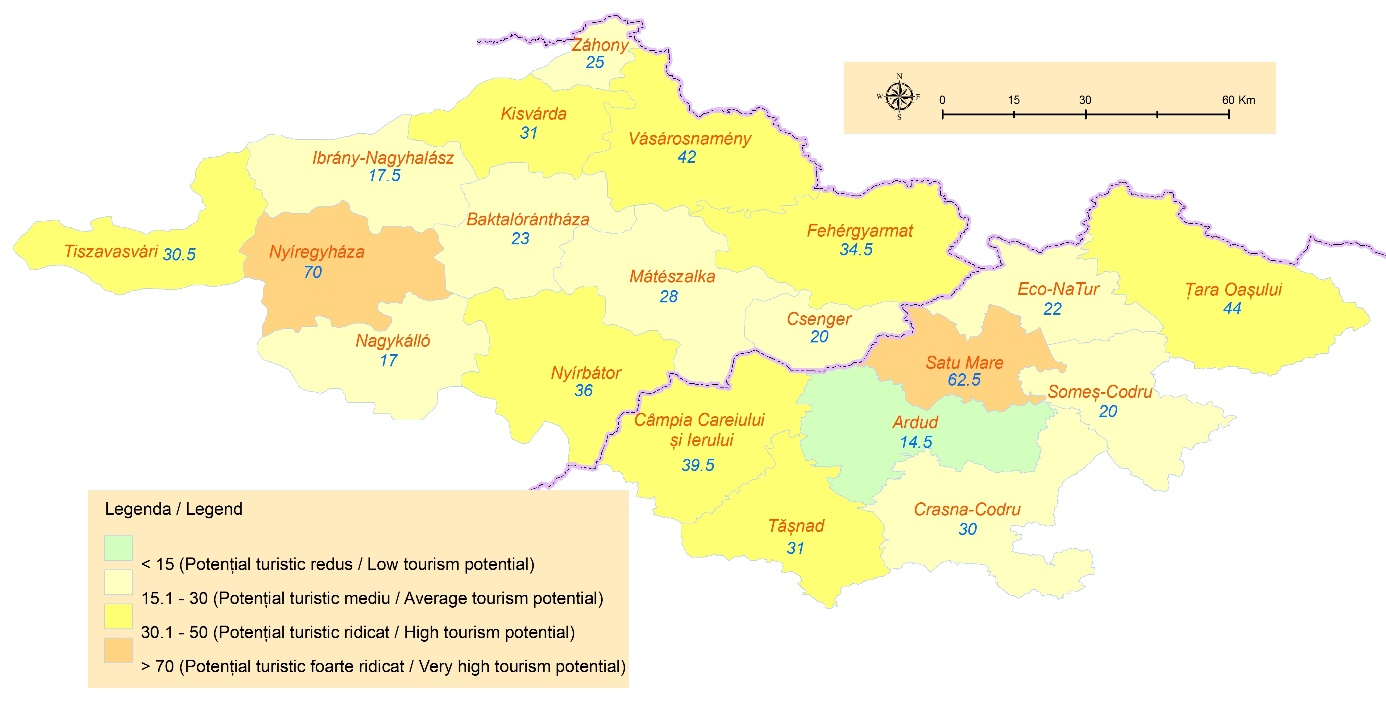 Záhony
25
N
W E
S
0 15 30 60 Km
Kisvárda
31
Vásárosnamény
42
Ibrány-Nagyhalász
17.5
Baktalórántháza
23
Fehérgyarmat
34.5
Tiszavasvári 30.5
Nyíregyháza
70
Mátészalka
28
Eco-NaTur
22
Țara Oașului
44
Csenger
20
Nagykálló
17
Satu Mare
62.5
Nyírbátor
36
Someș-Codru
20
Câmpia Careiului
și Ierului
39.5
Ardud
14.5
Crasna-Codru
30
Tășnad
31
Legenda / Legend
< 15 (Potențial turistic redus / Low tourism potential)
15.1 - 30 (Potențial turistic mediu / Average tourism potential)
30.1 - 50 (Potențial turistic ridicat / High tourism potential)
> 70 (Potențial turistic foarte ridicat / Very high tourism potential)